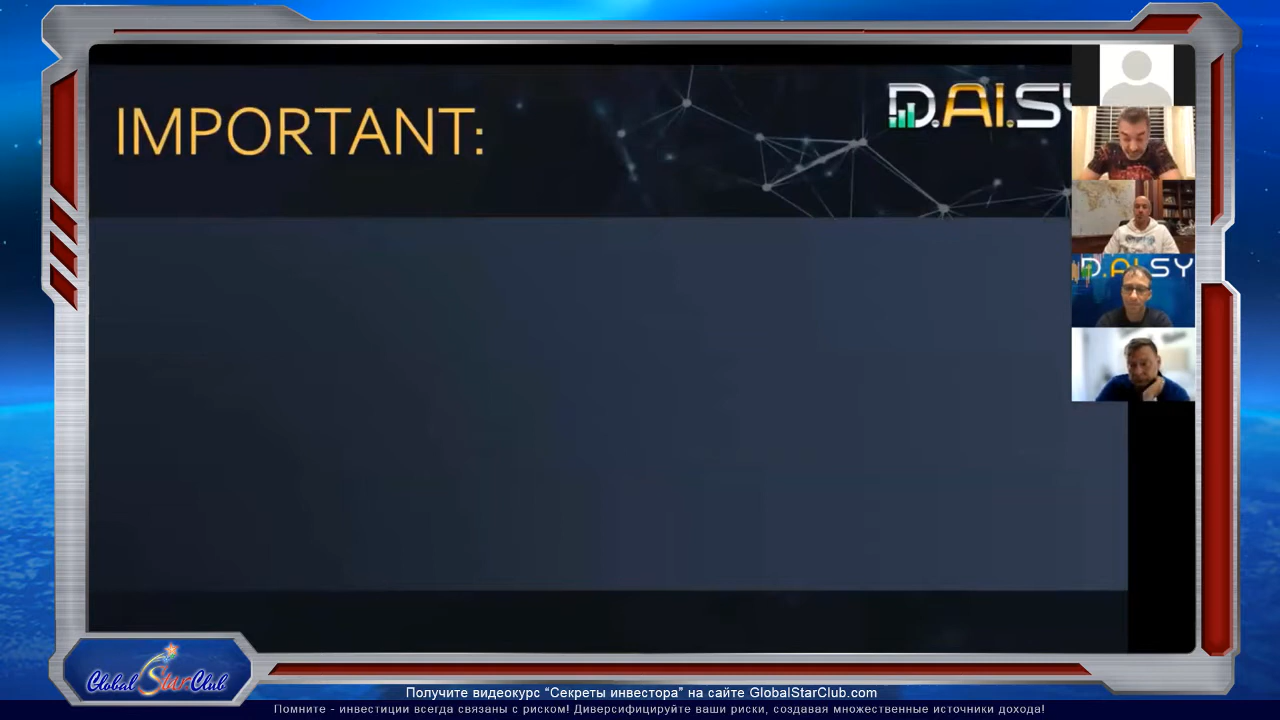 IMPORTANT:
D.AI.SY
D.AI.SY
Global Star Club
Получите видеокурс “Секреты инвестора” на сайте GlobalStarClub.com
Помните - инвестиции всегда связаны с риском! Диверсифицируйте ваши риски, создавая множественные источники дохода!